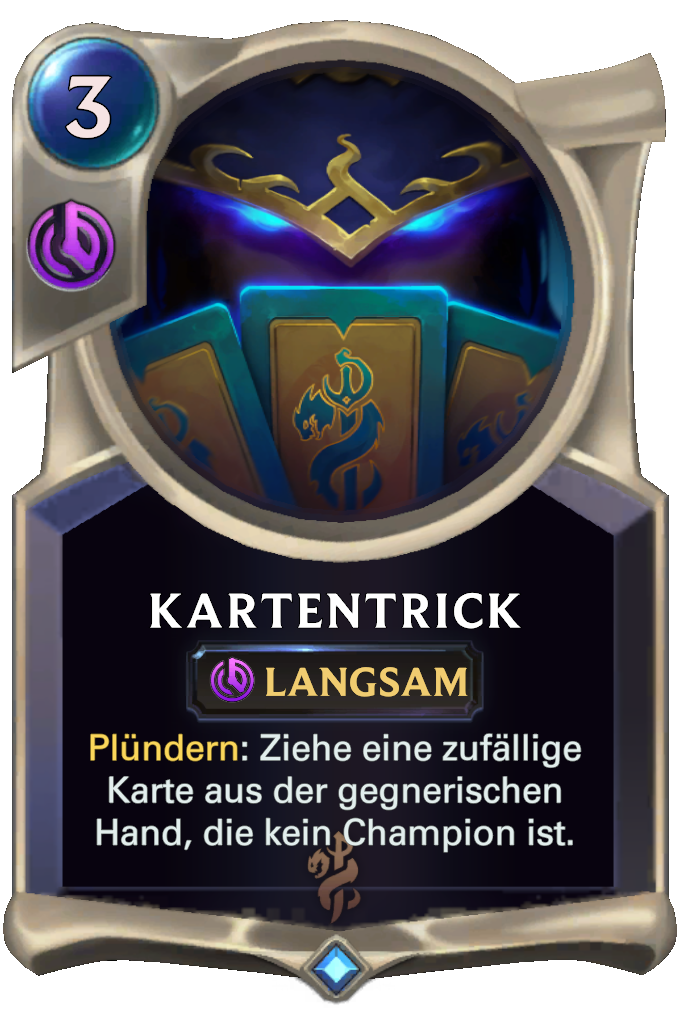 3
KARTENTRICK
LANGSAM
Plündern: Ziehe eine zufällige
Karte aus der gegnerischen
Hand, die kein Champion ist.